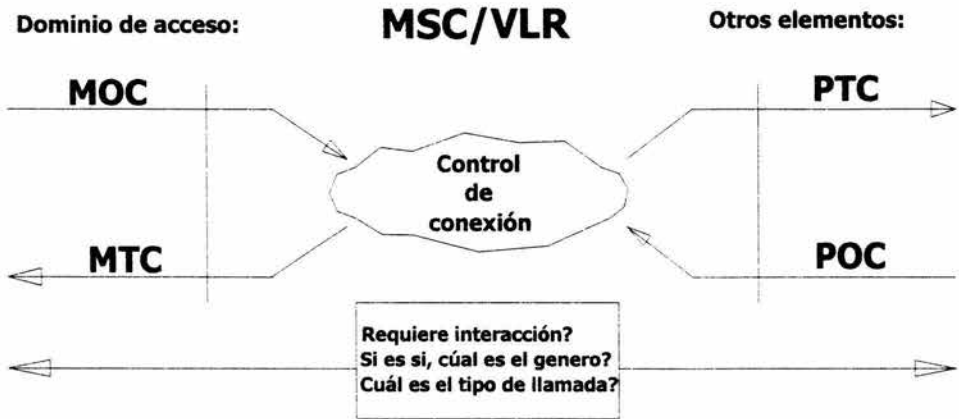 Dominio de acceso:
MSC/VLR
Otros elementos:
MOC
PTC
Control
de
conexión
MTC
POC
Requiere interacción?
Si es si, cúal es el genero?
Cuál es el tipo de llamada?